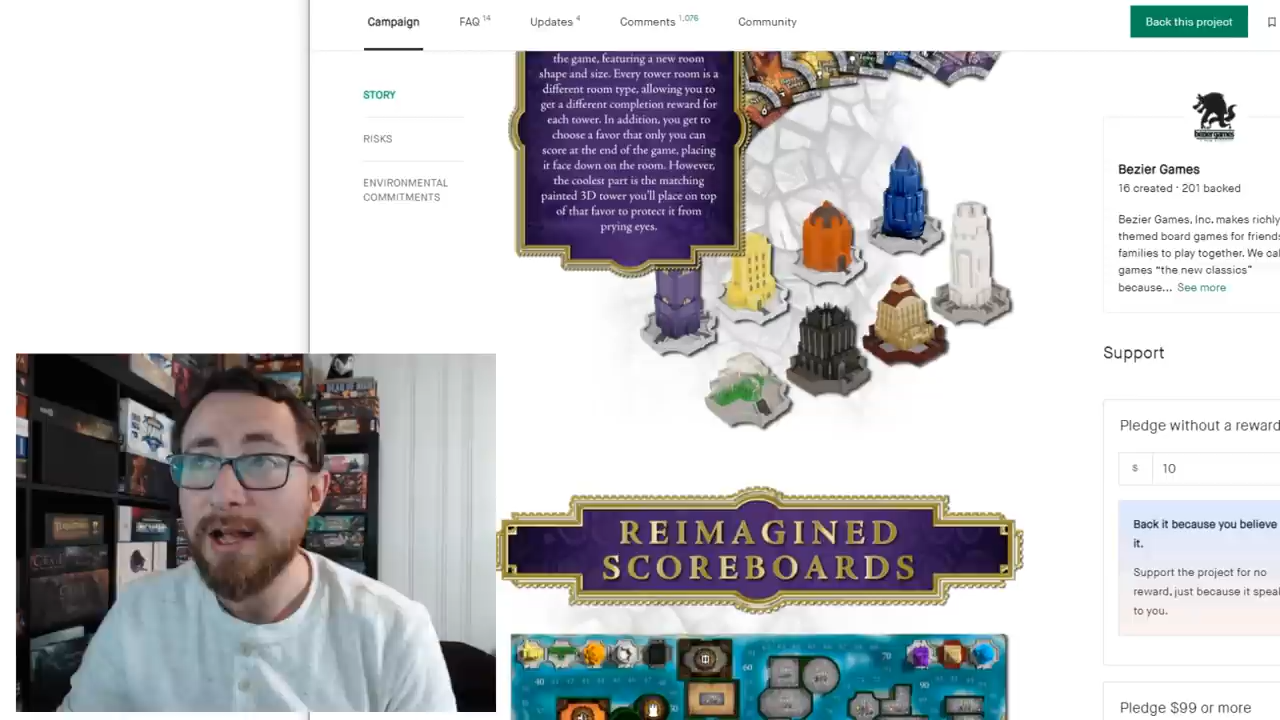 Campaign
FAQ 14
Updates 4
Comments 1,076
Community
Back this project
STORY
RISKS
ENVIRONMENTAL
COMMITMENTS
the game, featuring a new room
shape and size. Every tower room is a
different room type, allowing you to
get a different completion reward for
each tower. In addition, you get to
choose a favor that only you can
score at the end of the game, placing
it face down on the room. However,
the coolest part is the matching
painted 3D tower you'll place on top
of that favor to protect it from
prying eyes.
REIMAGINED
SCOREBOARDS
40
60
70
90
bezier games
Bezier Games
16 created · 201 backed
Bezier Games, Inc. makes richly
themed board games for friends
families to play together. We cal
games “the new classics”
because... See more
Support
Pledge without a reward
$ 10
Back it because you believe
it.
Support the project for no
reward, just because it speak
to you.
Pledge $99 or more